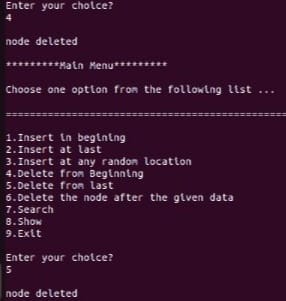 Enter your choice?
4
node deleted
*********Main Menu*********
Choose one option from the following list ...
===============================================
1.Insert in begining
2.Insert at last
3.Insert at any random location
4.Delete from Beginning
5.Delete from last
6.Delete the node after the given data
7.Search
8.Show
9.Exit
Enter your choice?
5
node deleted